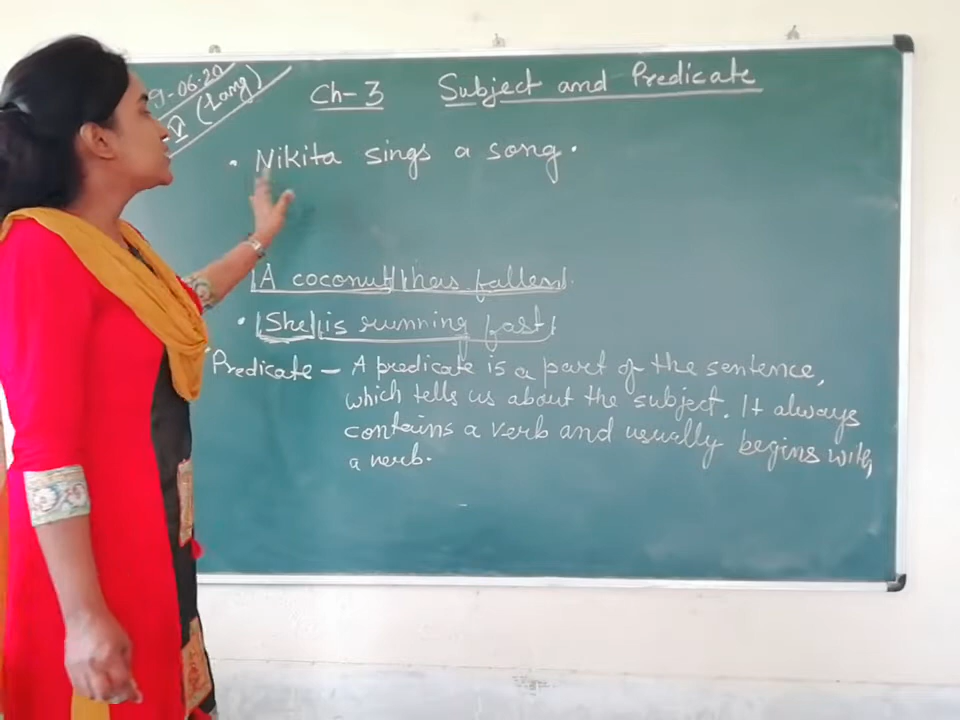 9-06-20
V (Lang)
Ch-3 Subject and Predicate
• Nikita sings a song.
A coconut has fallen.
• She is running fast.
Predicate – A predicate is a part of the sentence,
which tells us about the subject. It always
contains a verb and usually begins with
a verb.